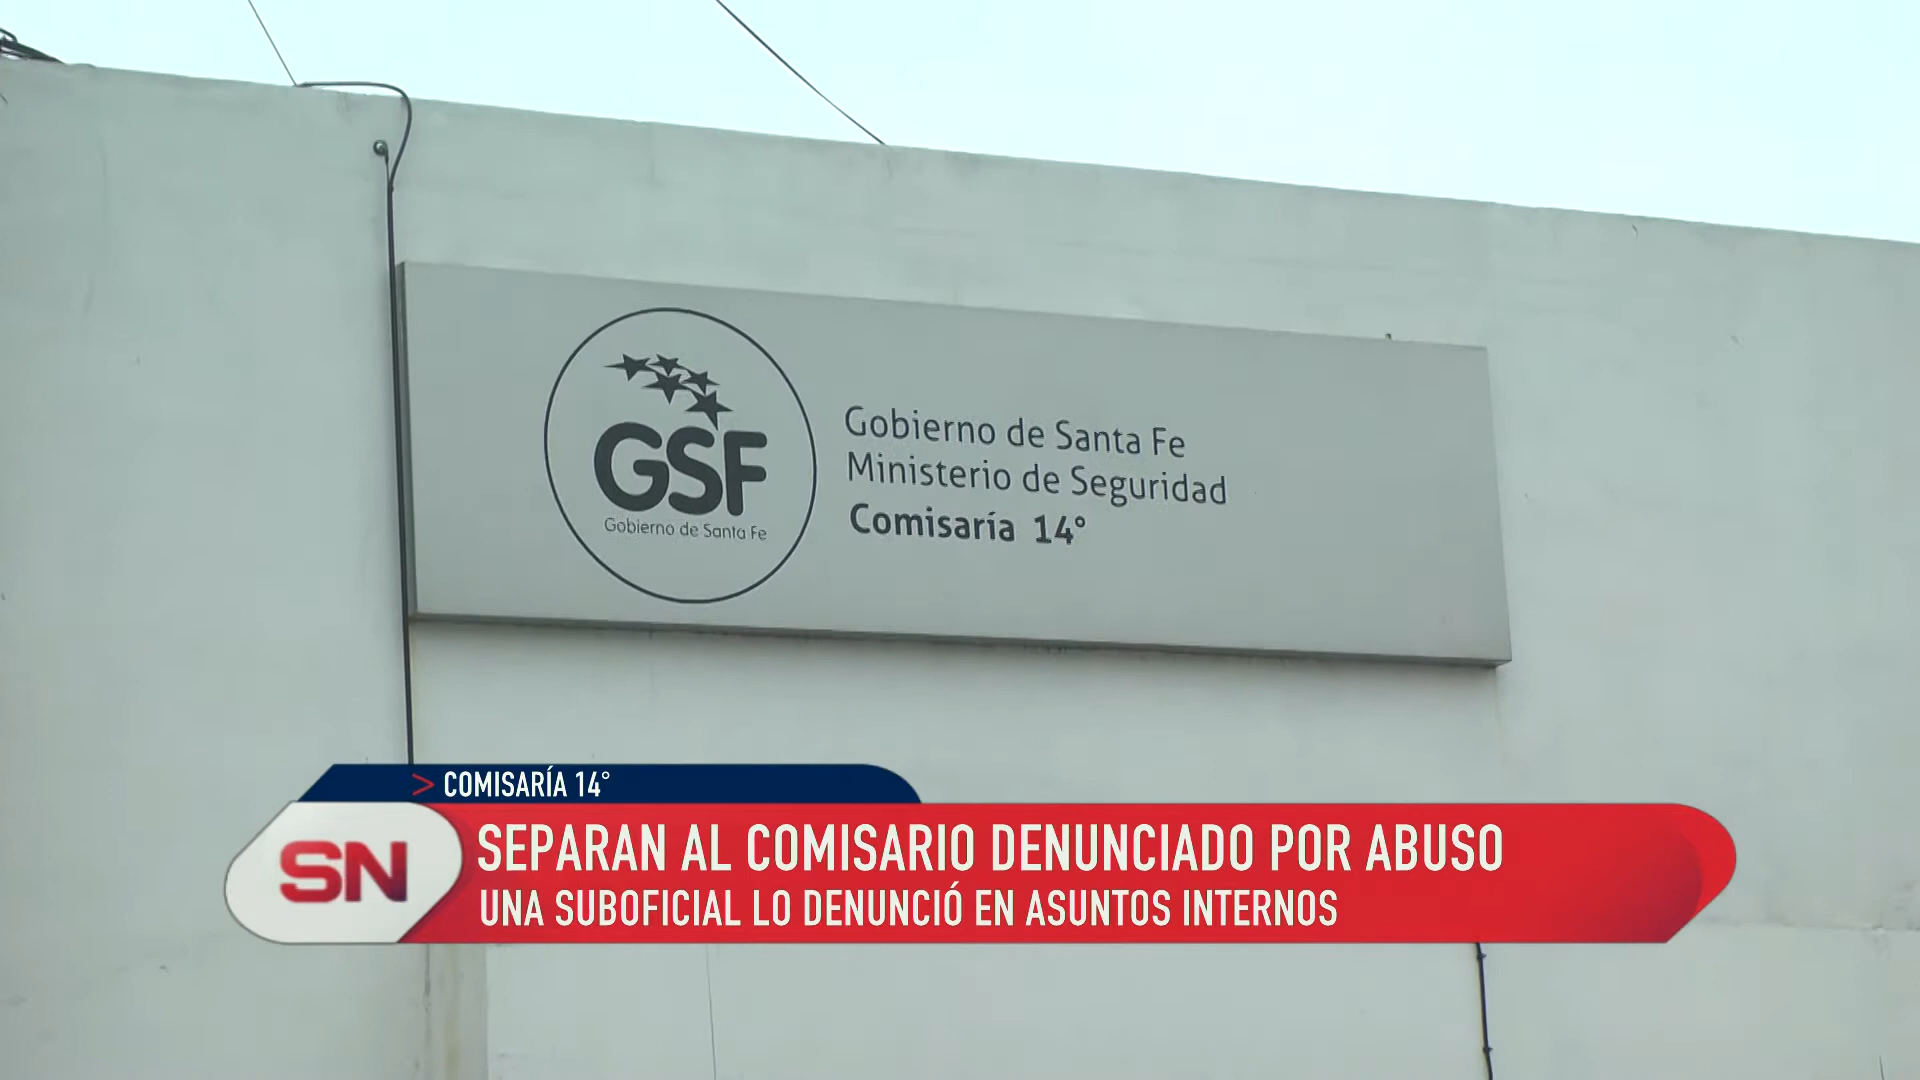 GSF
Gobierno de Santa Fe
Gobierno de Santa Fe
Ministerio de Seguridad
Comisaría 14°
> COMISARÍA 14°
SN
SEPARAN AL COMISARIO DENUNCIADO POR ABUSO
UNA SUBOFICIAL LO DENUNCIÓ EN ASUNTOS INTERNOS